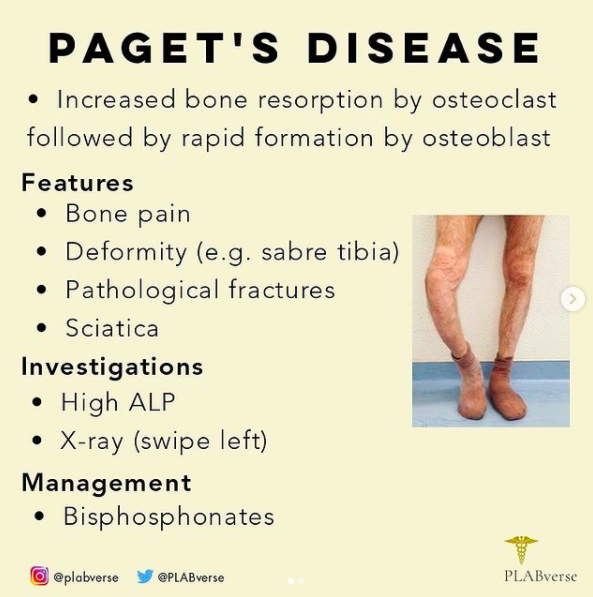 PAGET'S DISEASE
• Increased bone resorption by osteoclast
followed by rapid formation by osteoblast
Features
• Bone pain
• Deformity (e.g. sabre tibia)
• Pathological fractures
• Sciatica
Investigations
• High ALP
• X-ray (swipe left)
Management
• Bisphosphonates
@plabverse @PLABverse
PLABverse